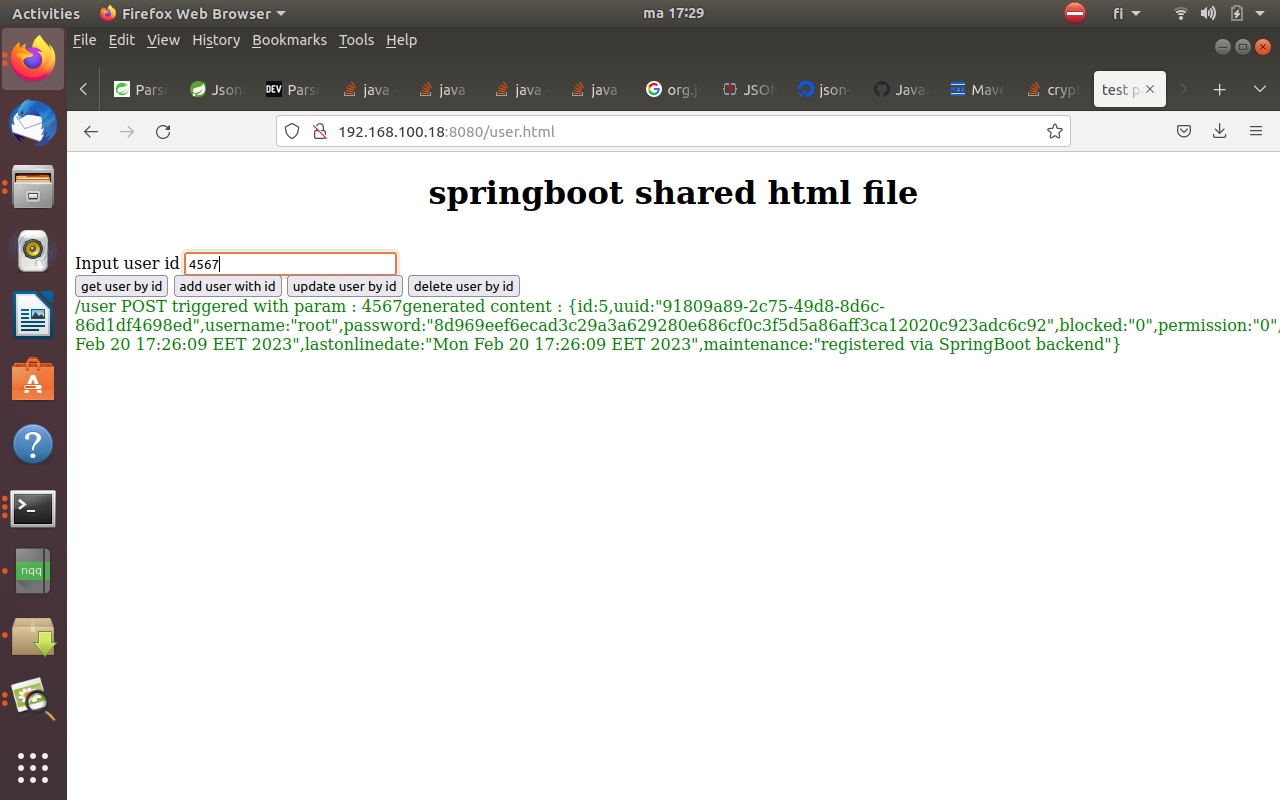 Activities Firefox Web Browser ma 17:29 fi
File Edit View History Bookmarks Tools Help
Parsi Json DEV Parsi java java java java org.j JSON json- Java Mave crypt test p
192.168.100.18:8080/user.html
springboot shared html file
Input user id 4567
get user by id add user with id update user by id delete user by id
/user POST triggered with param : 4567generated content : {id:5,uuid:"91809a89-2c75-49d8-8d6c-
86d1df4698ed",username:"root",password:"8d969eef6ecad3c29a3a629280e686cf0c3f5d5a86aff3ca12020c923adc6c92",blocked:"0",permission:"0",
Feb 20 17:26:09 EET 2023",lastonlinedate:"Mon Feb 20 17:26:09 EET 2023",maintenance:"registered via SpringBoot backend"}
nqq